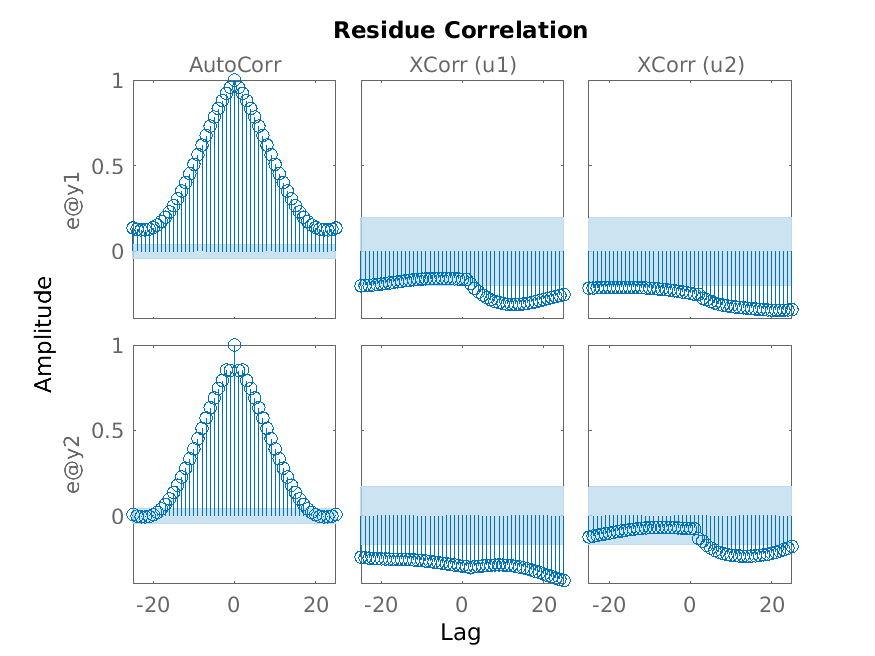 Residue Correlation
AutoCorr
XCorr (u1)
XCorr (u2)
Amplitude
e@y1
1
0.5
0
e@y2
1
0.5
0
-20 0 20
-20 0 20
-20 0 20
Lag